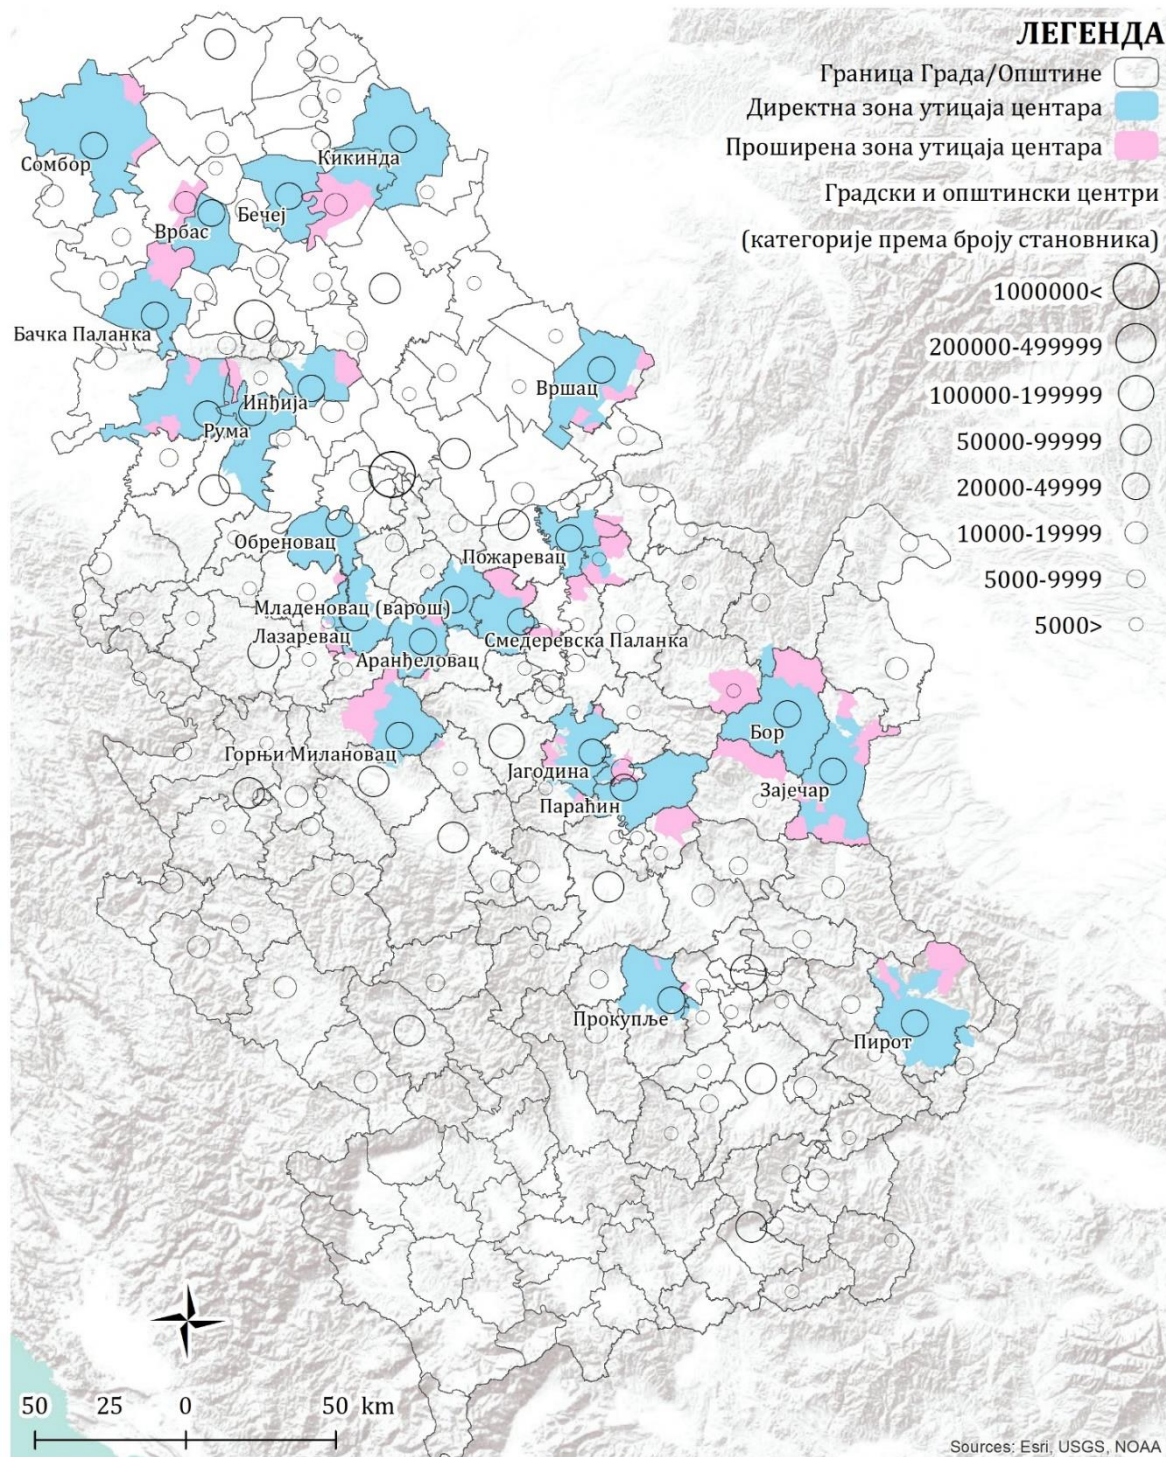 ЛЕГЕНДА
Граница Града/Општине
Директна зона утицаја центара
Проширена зона утицаја центара
Градски и општински центри
(категорије према броју становника)
1000000<
200000-499999
100000-199999
50000-99999
20000-49999
10000-19999
5000-9999
5000>
Сомбор
Кикинда
Бечеј
Врбас
Бачка Паланка
Инђија
Рума
Вршац
Обреновац
Пожаревац
Младеновац (варош)
Лазаревац
Смедеревска Паланка
Аранђеловац
Горњи Милановац
Бор
Јагодина
Зајечар
Параћин
Прокупље
Пирот
50 25 0 50 km
Sources: Esri, USGS, NOAA